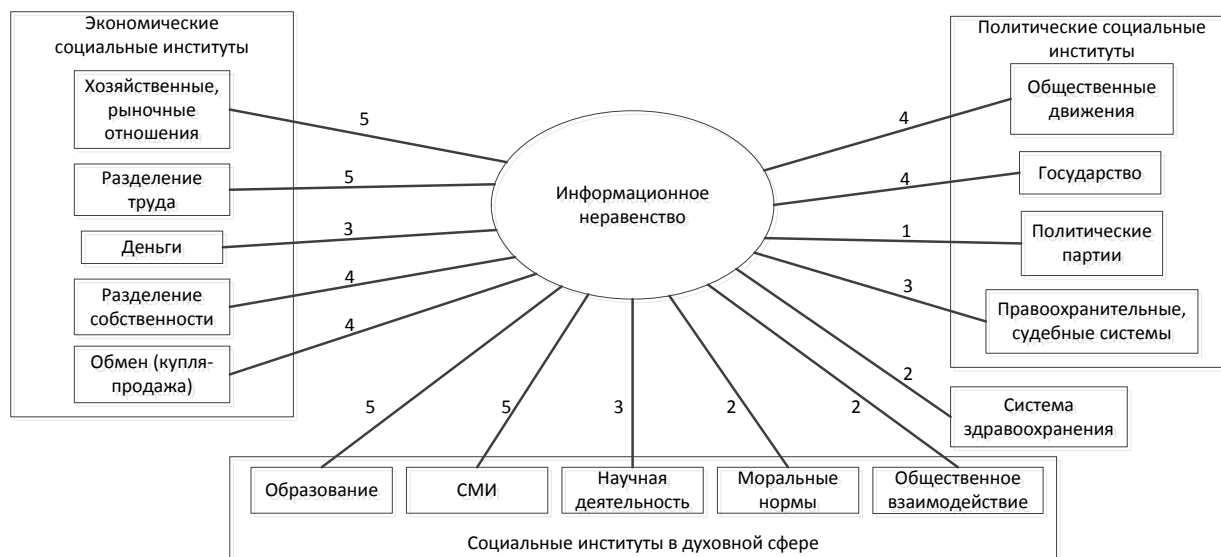 Экономические
социальные институты
Хозяйственные,
рыночные
отношения
5
Разделение
труда
5
Деньги
3
Разделение
собственности
4
Обмен (купля-
продажа)
4
Информационное
неравенство
Политические социальные
институты
Общественные
движения
4
Государство
4
Политические
партии
1
Правоохранительные,
судебные системы
3
Система
здравоохранения
2
5
5
3
2
2
Образование
СМИ
Научная
деятельность
Моральные
нормы
Общественное
взаимодействие
Социальные институты в духовной сфере